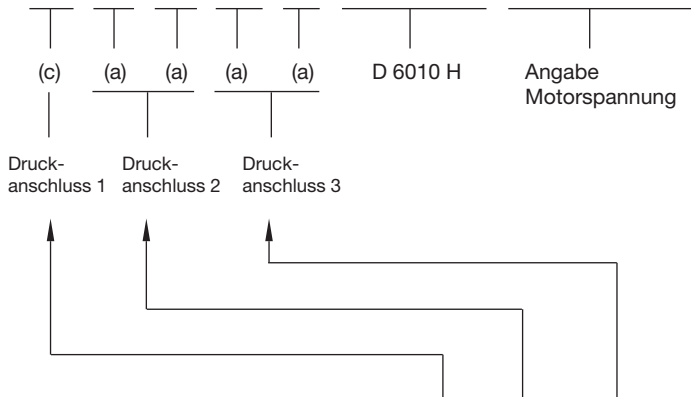 (c) (a) (a) (a) (a) D 6010 H Angabe
Motorspannung
Druck-
anschluss 1
Druck-
anschluss 2
Druck-
anschluss 3